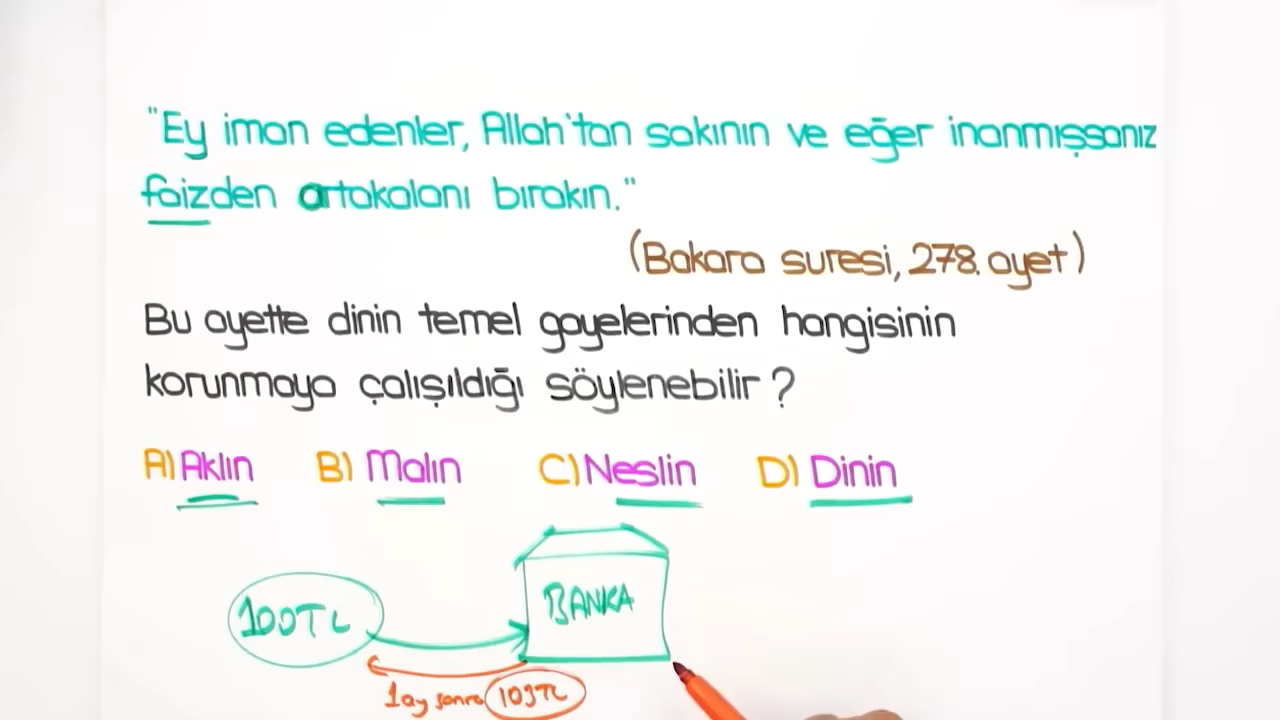 "Ey iman edenler, Allah'tan sakının ve eğer inanmışsanız
faizden artakalanı bırakın."
(Bakara suresi, 278. ayet)
Bu ayette dinin temel gayelerinden hangisinin
korunmaya çalışıldığı söylenebilir?
A) Aklın B) Malın C) Neslin D) Dinin
BANKA
100TL
1 ay sonra 109TL